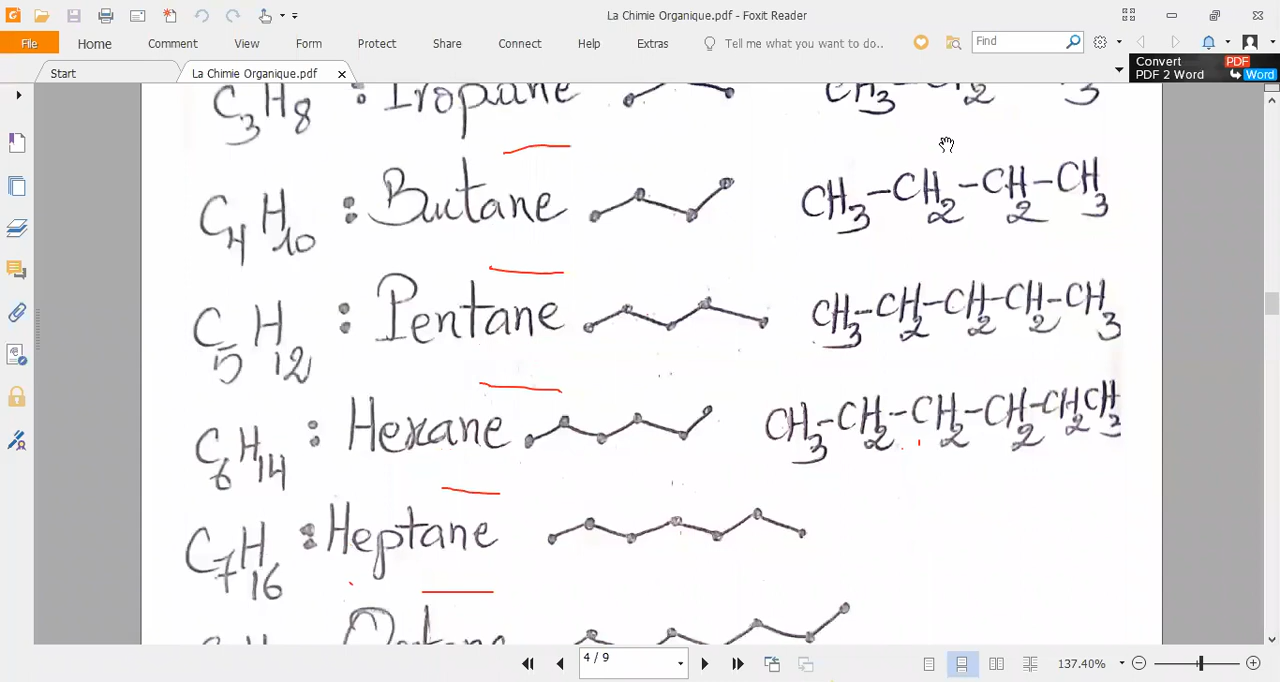 La Chimie Organique.pdf - Foxit Reader
File Home Comment View Form Protect Share Connect Help Extras Tell me what you want to do.. Find
Start La Chimie Organique.pdf
Convert PDF
PDF 2 Word Word
C3H8 : Propane
C4H10 : Butane CH3-CH2-CH2-CH3
C5H12 : Pentane CH3-CH2-CH2-CH2-CH3
C6H14 : Hexane CH3-CH2-CH2-CH2-CH2CH3
C7H16 : Heptane
4 / 9 137.40%